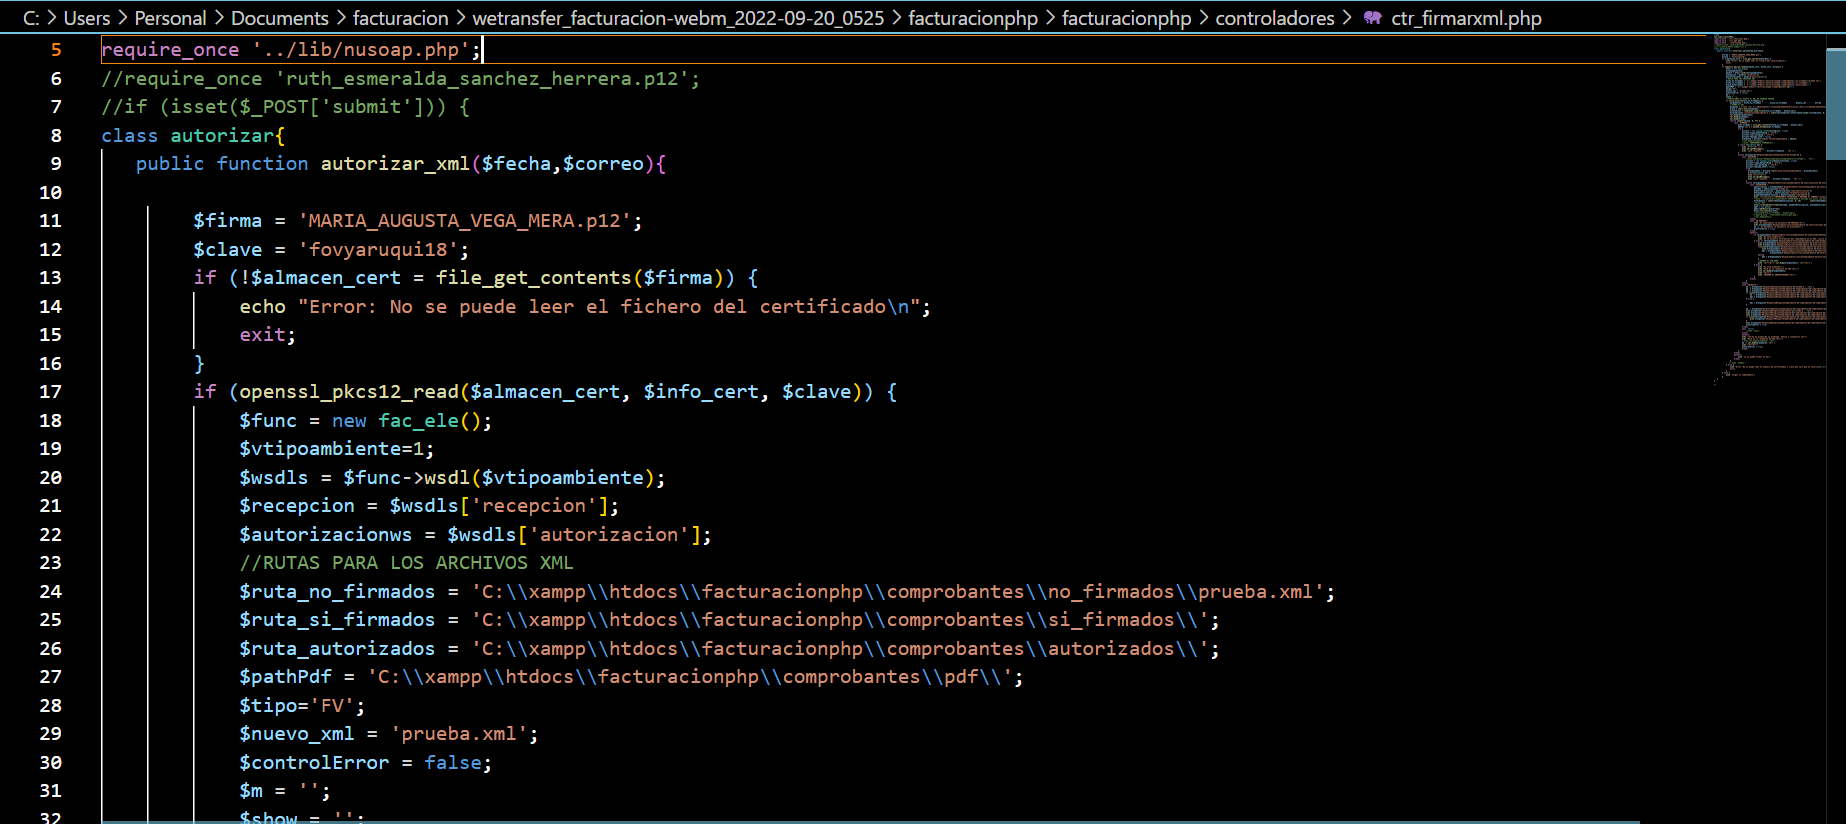 C: > Users > Personal > Documents > facturacion > wetransfer_facturacion-webm_2022-09-20_0525 > facturacionphp > facturacionphp > controladores > ctr_firmarxml.php
5 require_once '../lib/nusoap.php';
6 //require_once 'ruth_esmeralda_sanchez_herrera.p12';
7 //if (isset($_POST['submit'])) {
8 class autorizar{
9 public function autorizar_xml($fecha,$correo){
10
11 $firma = 'MARIA_AUGUSTA_VEGA_MERA.p12';
12 $clave = 'fovyaruqui18';
13 if (!$almacen_cert = file_get_contents($firma)) {
14 echo "Error: No se puede leer el fichero del certificado\n";
15 exit;
16 }
17 if (openssl_pkcs12_read($almacen_cert, $info_cert, $clave)) {
18 $func = new fac_ele();
19 $vtipoambiente=1;
20 $wsdls = $func->wsdl($vtipoambiente);
21 $recepcion = $wsdls['recepcion'];
22 $autorizacionws = $wsdls['autorizacion'];
23 //RUTAS PARA LOS ARCHIVOS XML
24 $ruta_no_firmados = 'C:\\xampp\\htdocs\\facturacionphp\\comprobantes\\no_firmados\\prueba.xml';
25 $ruta_si_firmados = 'C:\\xampp\\htdocs\\facturacionphp\\comprobantes\\si_firmados\\';
26 $ruta_autorizados = 'C:\\xampp\\htdocs\\facturacionphp\\comprobantes\\autorizados\\';
27 $pathPdf = 'C:\\xampp\\htdocs\\facturacionphp\\comprobantes\\pdf\\';
28 $tipo='FV';
29 $nuevo_xml = 'prueba.xml';
30 $controlError = false;
31 $m = '';
32 $show = '';